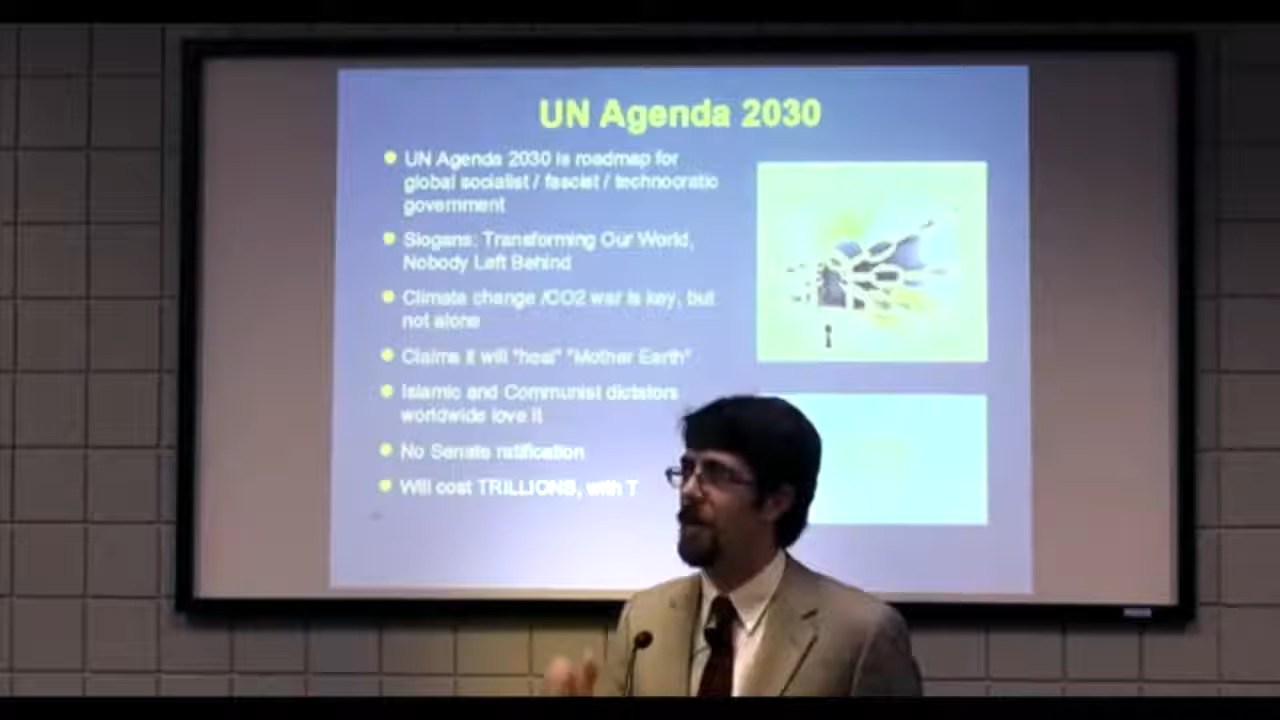 UN Agenda 2030
UN Agenda 2030 is roadmap for
global socialist / fascist / technocratic
government
Slogans: Transforming Our World,
Nobody Left Behind
Climate change /CO2 war is key, but
not alone
Claims it will "heal" "Mother Earth"
Islamic and Communist dictators
worldwide love it
No Senate ratification
Will cost TRILLIONS, with T